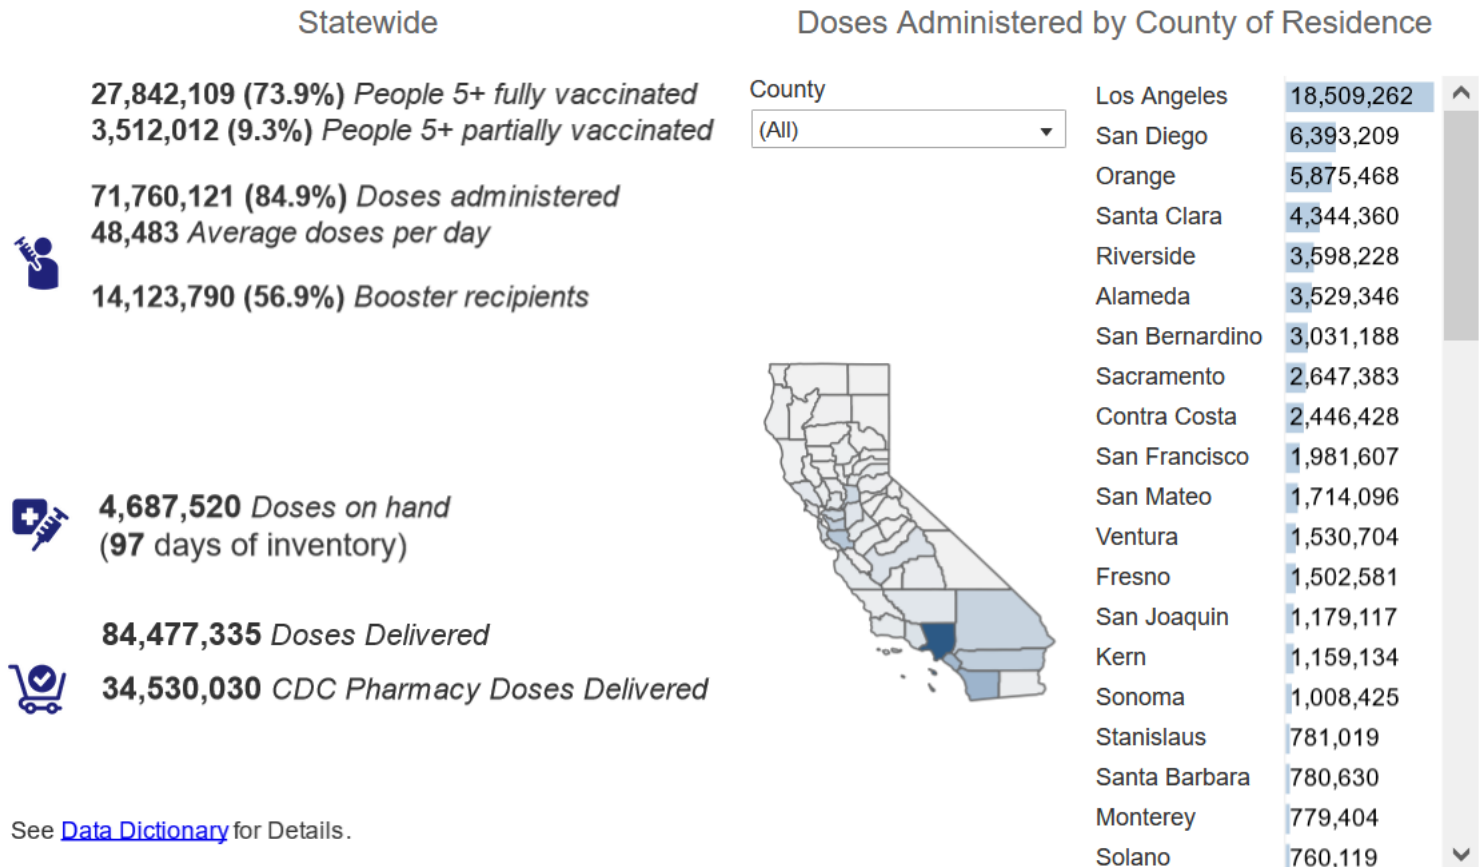 Statewide
27,842,109 (73.9%) People 5+ fully vaccinated
3,512,012 (9.3%) People 5+ partially vaccinated
71,760,121 (84.9%) Doses administered
48,483 Average doses per day
14,123,790 (56.9%) Booster recipients
4,687,520 Doses on hand
(97 days of inventory)
84,477,335 Doses Delivered
34,530,030 CDC Pharmacy Doses Delivered
See Data Dictionary for Details.
Doses Administered by County of Residence
County
(All)
Los Angeles 18,509,262
San Diego 6,393,209
Orange 5,875,468
Santa Clara 4,344,360
Riverside 3,598,228
Alameda 3,529,346
San Bernardino 3,031,188
Sacramento 2,647,383
Contra Costa 2,446,428
San Francisco 1,981,607
San Mateo 1,714,096
Ventura 1,530,704
Fresno 1,502,581
San Joaquin 1,179,117
Kern 1,159,134
Sonoma 1,008,425
Stanislaus 781,019
Santa Barbara 780,630
Monterey 779,404
Solano 760,119